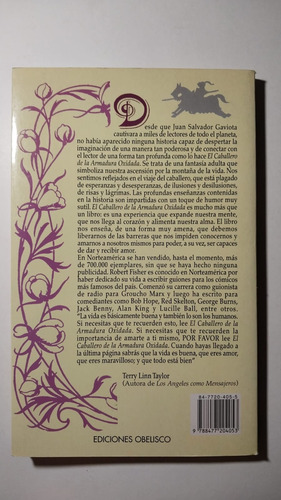 Desde que Juan Salvador Gaviota
cautivara a miles de lectores de todo el planeta,
no había aparecido ninguna historia capaz de despertar la
imaginación de una manera tan poderosa y de conectar con
el lector de una forma tan profunda como lo hace El Caballero
de la Armadura Oxidada. Se trata de una fantasía adulta que
simboliza nuestra ascensión por la montaña de la vida. Nos
sentimos reflejados en el viaje del caballero, que está plagado
de esperanzas y desesperanzas, de ilusiones y desilusiones,
de risas y lágrimas. Las profundas enseñanzas contenidas
en la historia son impartidas con un toque de humor muy
sutil. El Caballero de la Armadura Oxidada es mucho más que
un libro: es una experiencia que expande nuestra mente,
que nos llega al corazón y alimenta nuestra alma. El libro
nos enseña, de una forma muy amena, que debemos
liberarnos de las barreras que nos impiden conocernos y
amarnos a nosotros mismos para poder, a su vez, ser capaces
de dar y recibir amor.
En Norteamérica se han vendido, hasta el momento, más
de 700.000 ejemplares, sin que se haya hecho ninguna
publicidad. Robert Fisher es conocido en Norteamérica por
haber dedicado su vida a escribir guiones para los cómicos
más famosos del país. Comenzó su carrera como guionista
de radio para Groucho Marx y luego ha escrito para
comediantes como Bob Hope, Red Skelton, George Burns,
Jack Benny, Alan King y Lucille Ball, entre otros.
"La vida es básicamente buena y también lo son los humanos.
Si necesitas que te recuerden esto, lee El Caballero de la
Armadura Oxidada. Si necesitas que te recuerden la
importancia de amarte a ti mismo, POR FAVOR lee El
Caballero de la Armadura Oxidada. Cuando hayas llegado a
la última página sabrás que la vida es buena, que eres amor,
que eres maravilloso; y que todo está bien"
Terry Linn Taylor
(Autora de Los Angeles como Mensajeros)
84-7720-405-5
9 788477 204053
EDICIONES OBELISCO